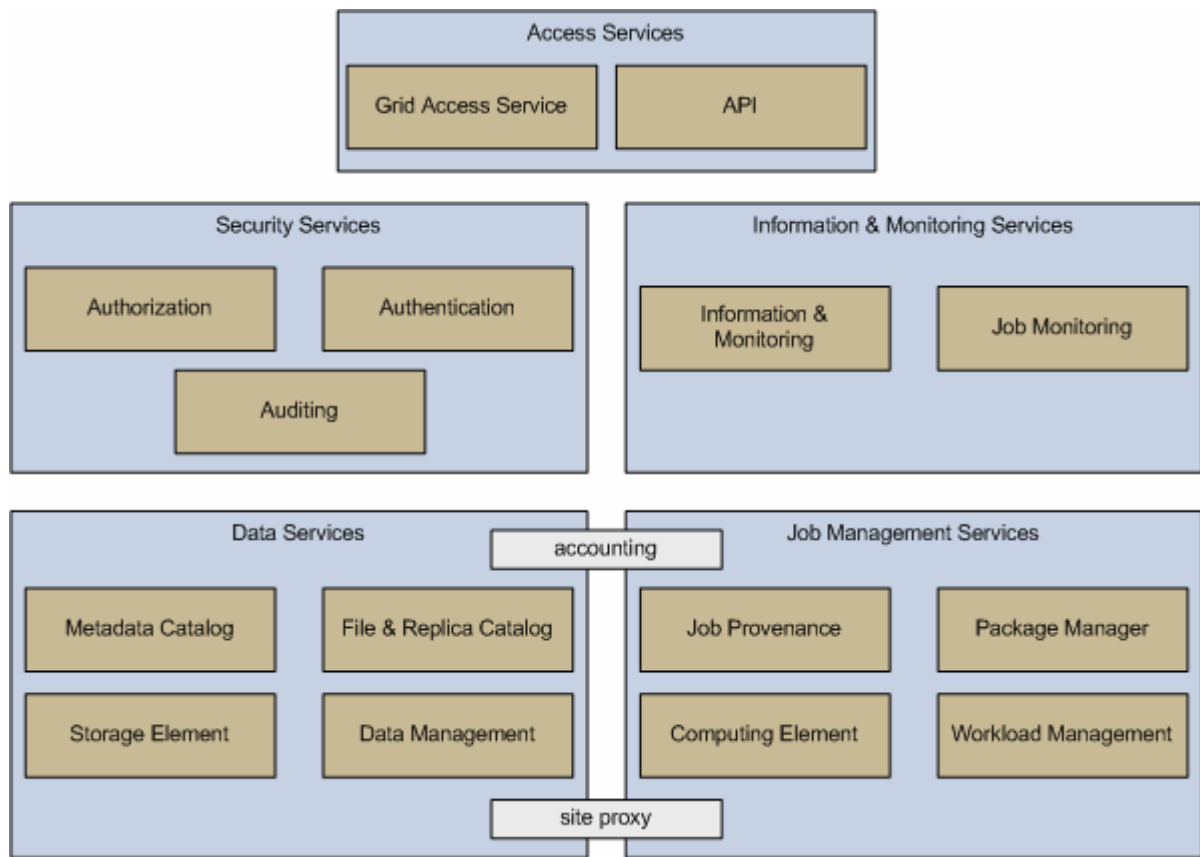 Access Services
Grid Access Service
API
Security Services
Authorization
Authentication
Auditing
Information & Monitoring Services
Information &
Monitoring
Job Monitoring
Data Services
accounting
Job Management Services
Metadata Catalog
File & Replica Catalog
Storage Element
Data Management
Job Provenance
Package Manager
Computing Element
Workload Management
site proxy